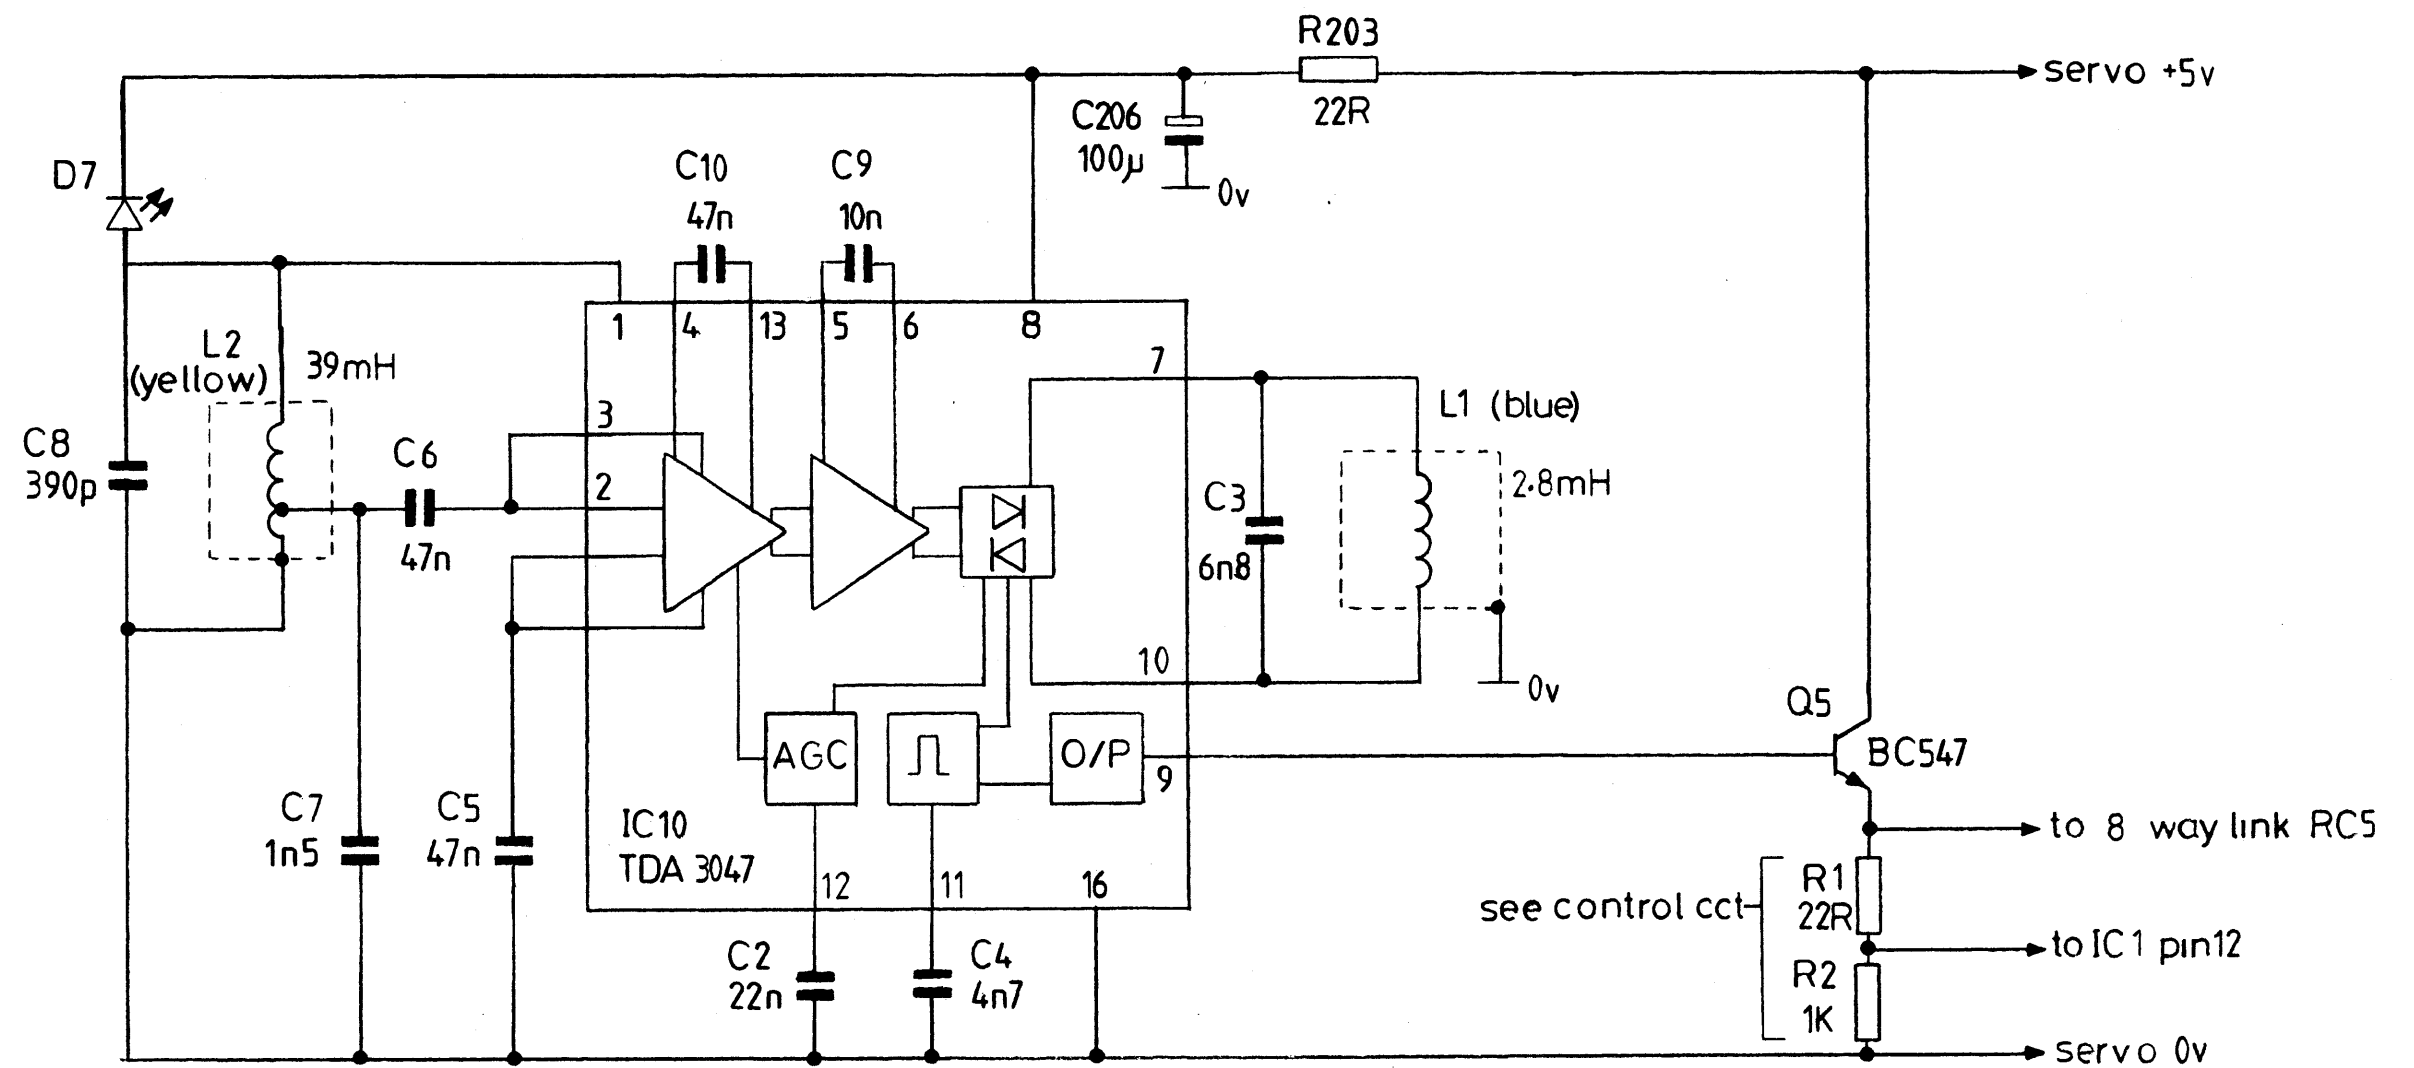 R203
servo +5v
22R
C206
100µ
0v
D7
C10
47n
C9
10n
1
4
13
5
6
8
7
L2
(yellow)
39mH
L1 (blue)
2.8mH
3
2
C8
390p
C6
47n
C3
6n8
10
0v
Q5
BC547
AGC
O/P
9
C7
1n5
C5
47n
IC10
TDA 3047
12
11
16
to 8 way link RC5
see control cct
R1
22R
to IC1 pin12
R2
1K
C2
22n
C4
4n7
servo 0v